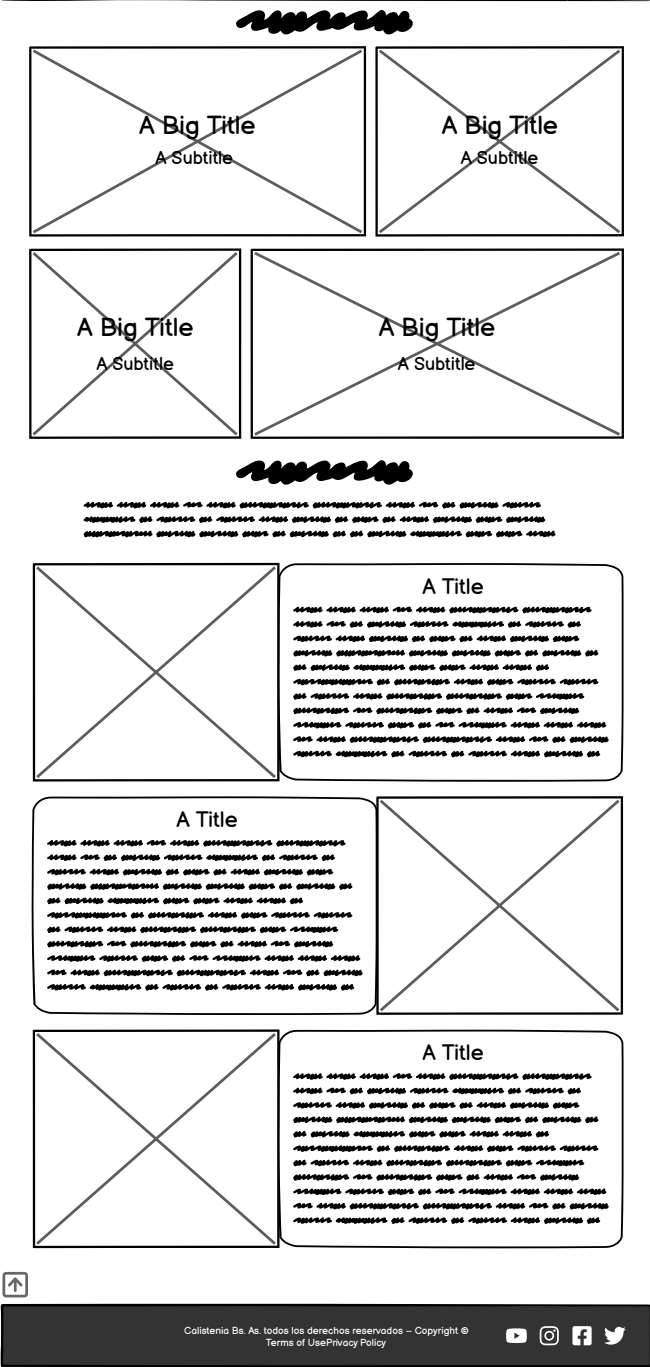 A Big Title
A Subtitle
A Big Title
A Subtitle
A Big Title
A Subtitle
A Big Title
A Subtitle
A Title
A Title
A Title
Calistenia Bs. As. todos los derechos reservados – Copyright ©
Terms of UsePrivacy Policy